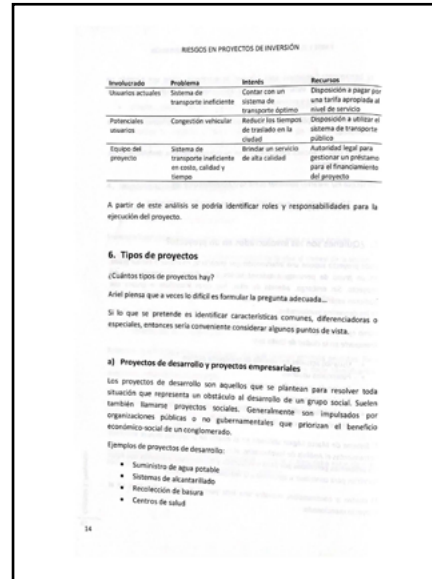 RIESGOS EN PROYECTOS DE INVERSIÓN
Involucrado Problema Interés Recursos
Usuarios actuales Sistema de transporte ineficiente Contar con un sistema de transporte óptimo Disposición a pagar por una tarifa apropiada al nivel de servicio
Potenciales usuarios Congestión vehicular Reducir los tiempos de traslado en la ciudad Disposición a utilizar el sistema de transporte público
Equipo del proyecto Sistema de transporte ineficiente en costo, calidad y tiempo Brindar un servicio de alta calidad Autoridad legal para gestionar un préstamo para el financiamiento del proyecto
A partir de este análisis se podría identificar roles y responsabilidades para la
ejecución del proyecto.
6. Tipos de proyectos
¿Cuántos tipos de proyectos hay?
Ariel piensa que a veces lo difícil es formular la pregunta adecuada...
Si lo que se pretende es identificar características comunes, diferenciadoras o
especiales, entonces sería conveniente considerar algunos puntos de vista.
a) Proyectos de desarrollo y proyectos empresariales
Los proyectos de desarrollo son aquellos que se plantean para resolver toda
situación que representa un obstáculo al desarrollo de un grupo social. Suelen
también llamarse proyectos sociales. Generalmente son impulsados por
organizaciones públicas o no gubernamentales que priorizan el beneficio
económico-social de un conglomerado.
Ejemplos de proyectos de desarrollo:
• Suministro de agua potable
• Sistemas de alcantarillado
• Recolección de basura
• Centros de salud
14